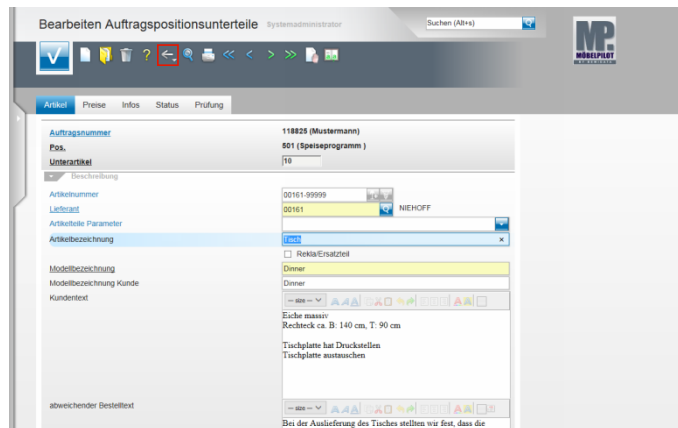 Bearbeiten Auftragspositionsunterteile Systemadministrator Suchen (Alt+s)
MP.
MÖBELPILOT
Artikel Preise Infos Status Prüfung
Auftragsnummer 118825 (Mustermann)
Pos. 501 (Speiseprogramm )
Unterartikel 10
Beschreibung
Artikelnummer 00161-99999
Lieferant 00161 NIEHOFF
Artikelteile Parameter
Artikelbezeichnung Tisch
Rekla/Ersatzteil
Modellbezeichnung Dinner
Modellbezeichnung Kunde Dinner
Kundentext -- size --
Eiche massiv
Rechteck ca. B: 140 cm, T: 90 cm
Tischplatte hat Druckstellen
Tischplatte austauschen
abweichender Bestelltext -- size --
Bei der Auslieferung des Tisches stellten wir fest, dass die